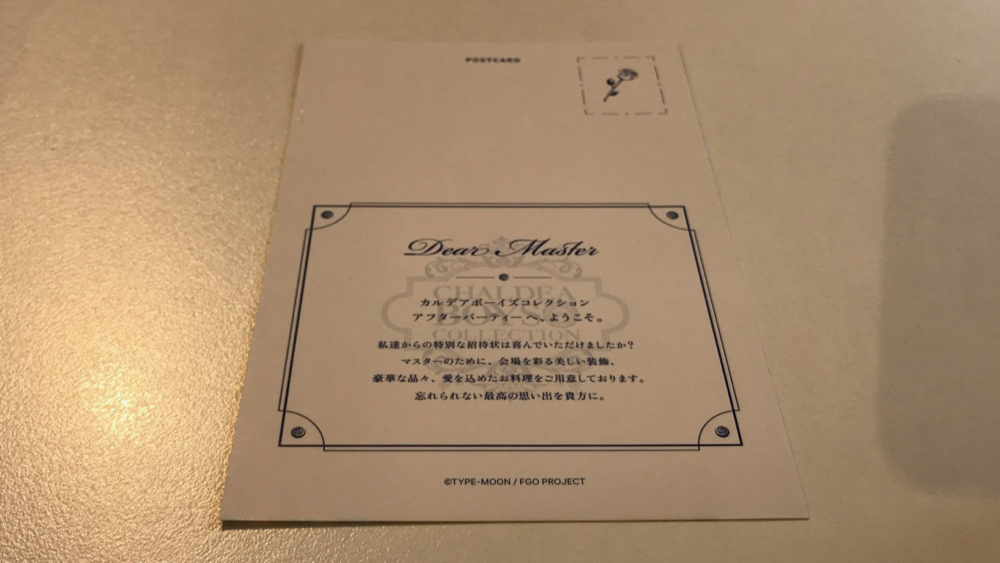 POSTCARD
Dear Master
CHALDEA
BOYS
COLLECTION
カルデアボーイズコレクション
アフターパーティーへ、ようこそ。
私達からの特別な招待状は喜んでいただけましたか?
マスターのために、会場を彩る美しい装飾、
豪華な品々、愛を込めたお料理をご用意しております。
忘れられない最高の思い出を貴方に。
©TYPE-MOON / FGO PROJECT